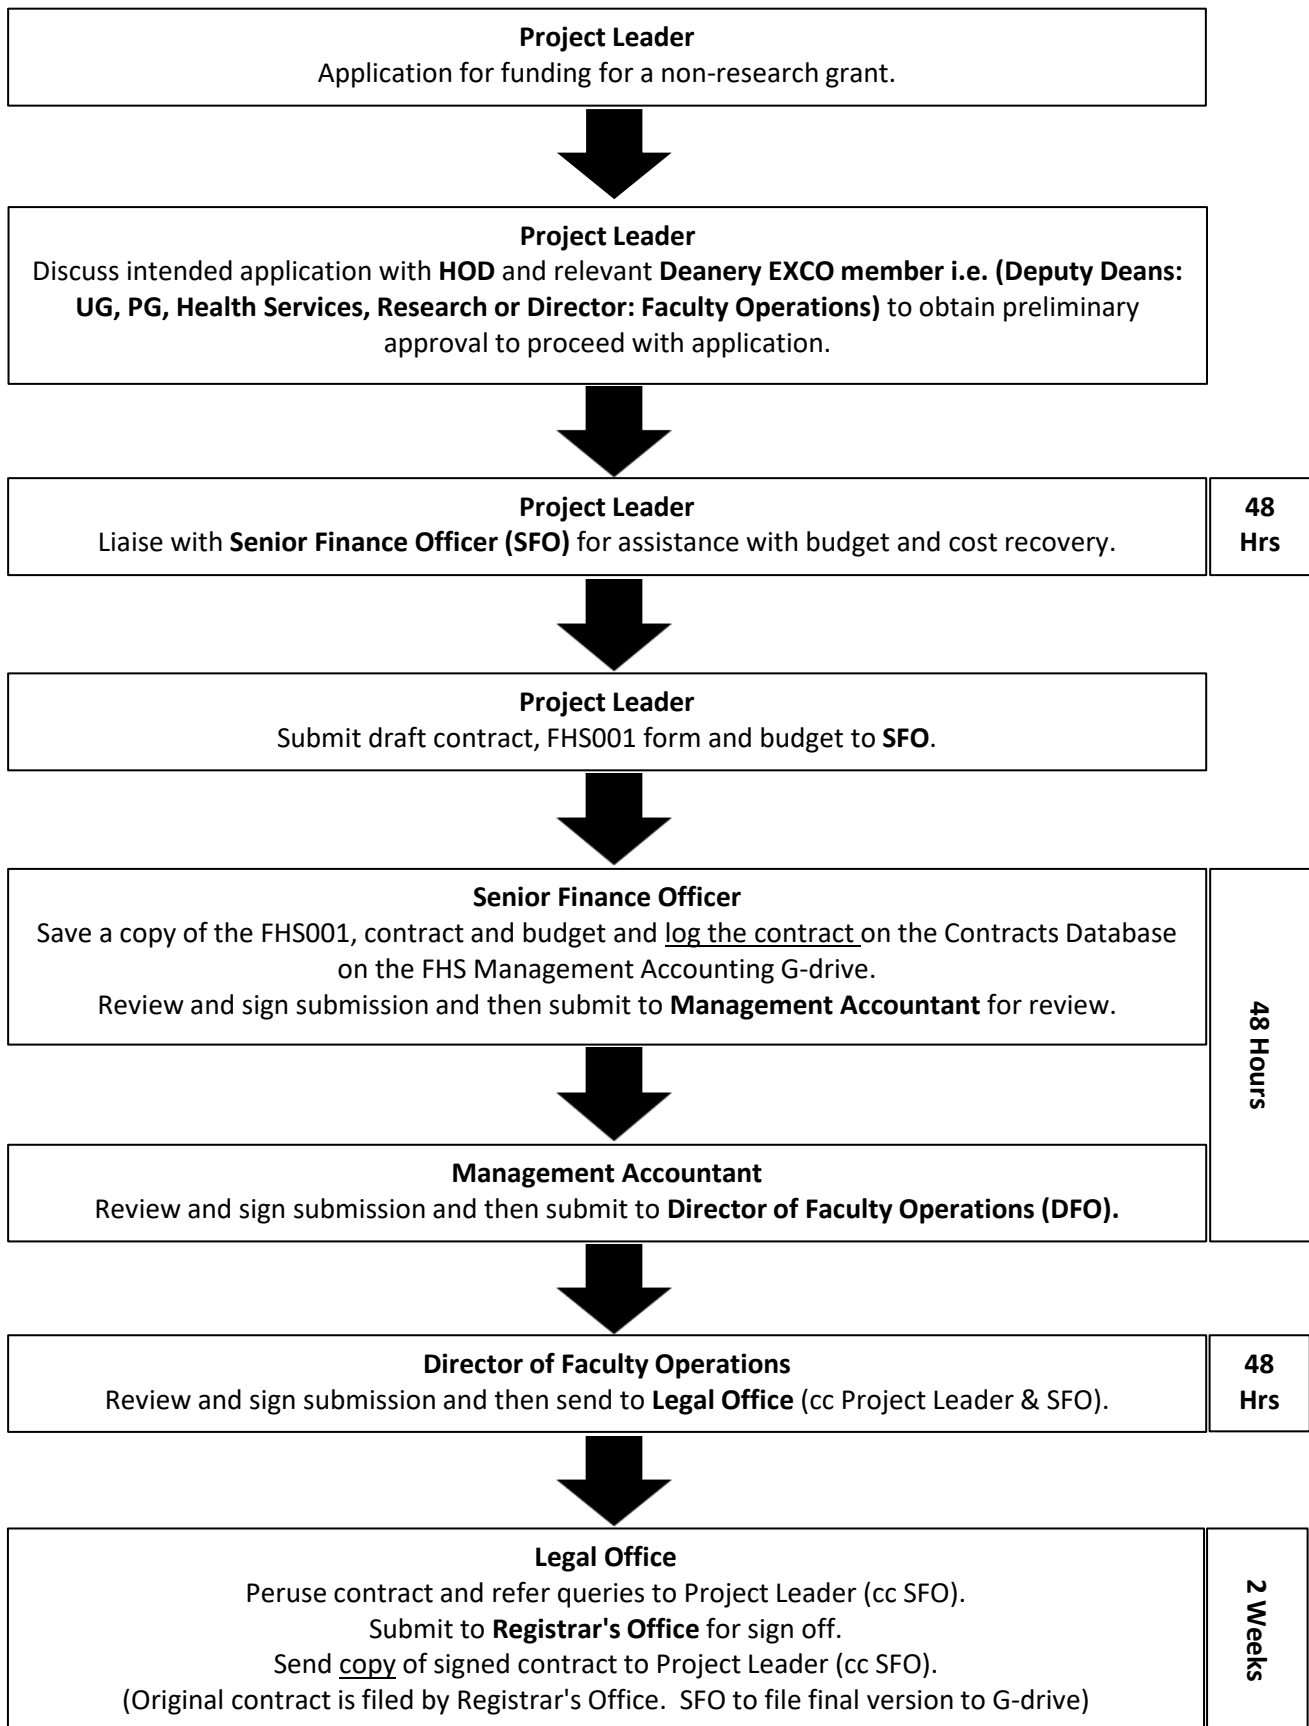 Project Leader
Application for funding for a non-research grant.
Project Leader
Discuss intended application with HOD and relevant Deanery EXCO member i.e. (Deputy Deans:
UG, PG, Health Services, Research or Director: Faculty Operations) to obtain preliminary
approval to proceed with application.
Project Leader
Liaise with Senior Finance Officer (SFO) for assistance with budget and cost recovery.
48
Hrs
Project Leader
Submit draft contract, FHS001 form and budget to SFO.
Senior Finance Officer
Save a copy of the FHS001, contract and budget and log the contract on the Contracts Database
on the FHS Management Accounting G-drive.
Review and sign submission and then submit to Management Accountant for review.
48 Hours
Management Accountant
Review and sign submission and then submit to Director of Faculty Operations (DFO).
Director of Faculty Operations
Review and sign submission and then send to Legal Office (cc Project Leader & SFO).
48
Hrs
Legal Office
Peruse contract and refer queries to Project Leader (cc SFO).
Submit to Registrar's Office for sign off.
Send copy of signed contract to Project Leader (cc SFO).
(Original contract is filed by Registrar's Office.  SFO to file final version to G-drive)
2 Weeks